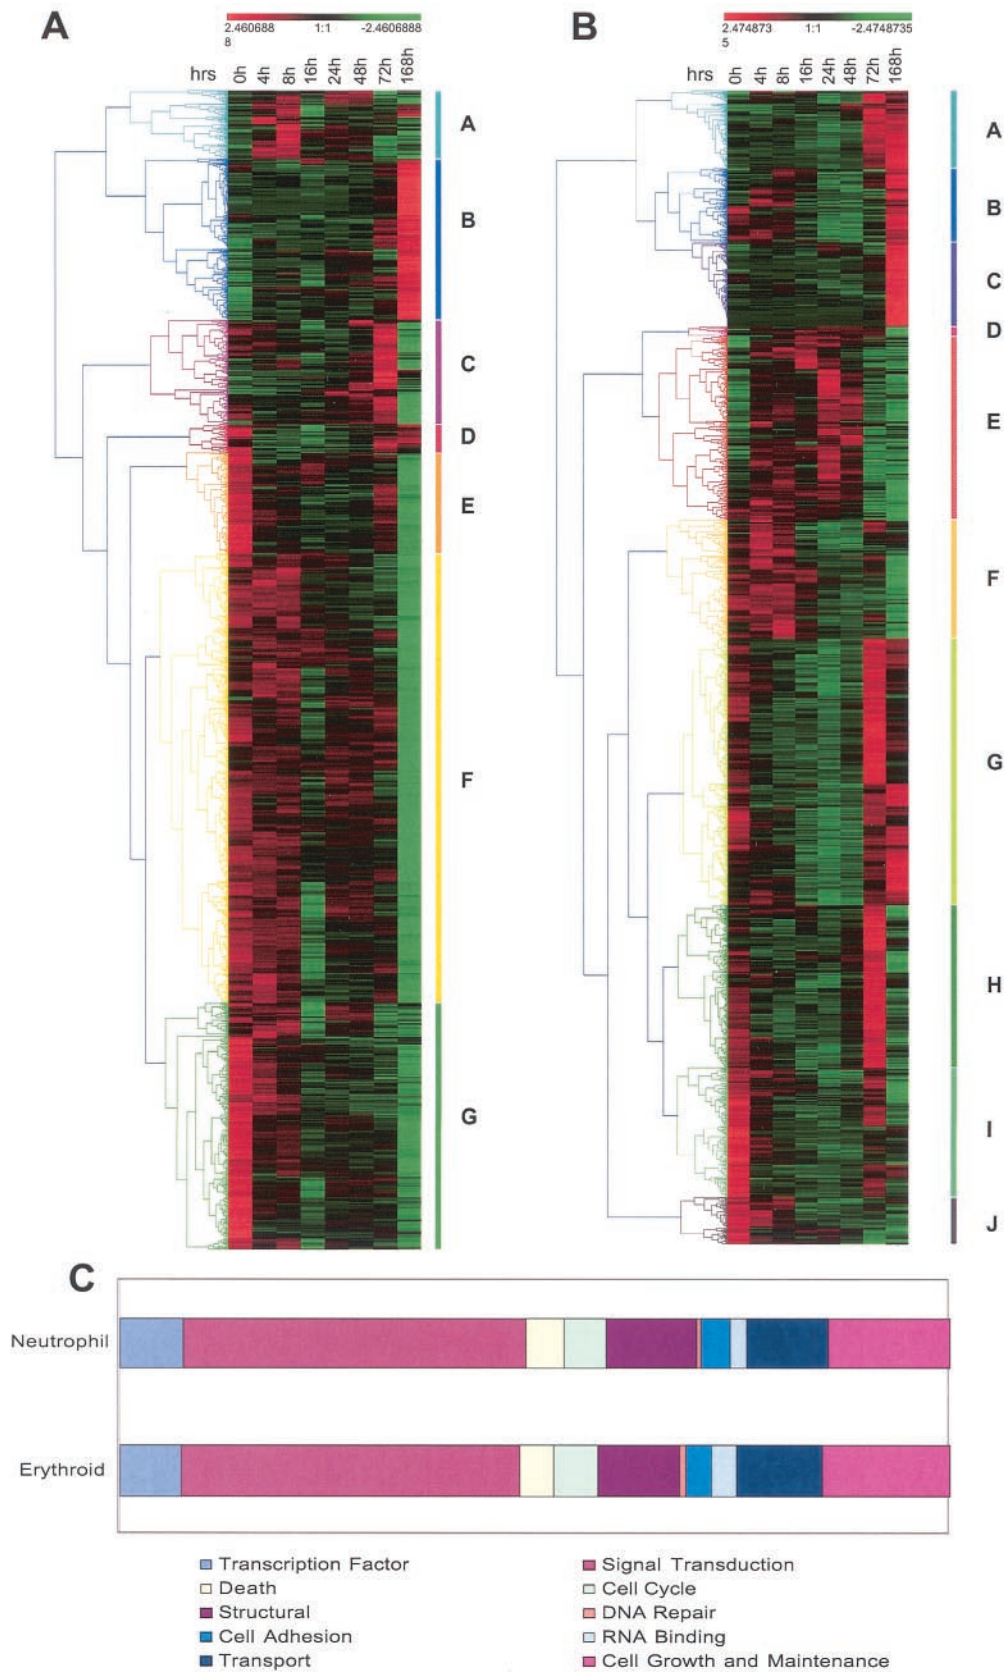 A
2.460688
8
1:1
-2.4606888
hrs 0h 4h 8h 16h 24h 48h 72h 168h
A
B
C
D
E
F
G
B
2.474873
5
1:1
-2.4748735
hrs 0h 4h 8h 16h 24h 48h 72h 168h
A
B
C
D
E
F
G
H
I
J
C
Neutrophil
Erythroid
Transcription Factor
Death
Structural
Cell Adhesion
Transport
Signal Transduction
Cell Cycle
DNA Repair
RNA Binding
Cell Growth and Maintenance